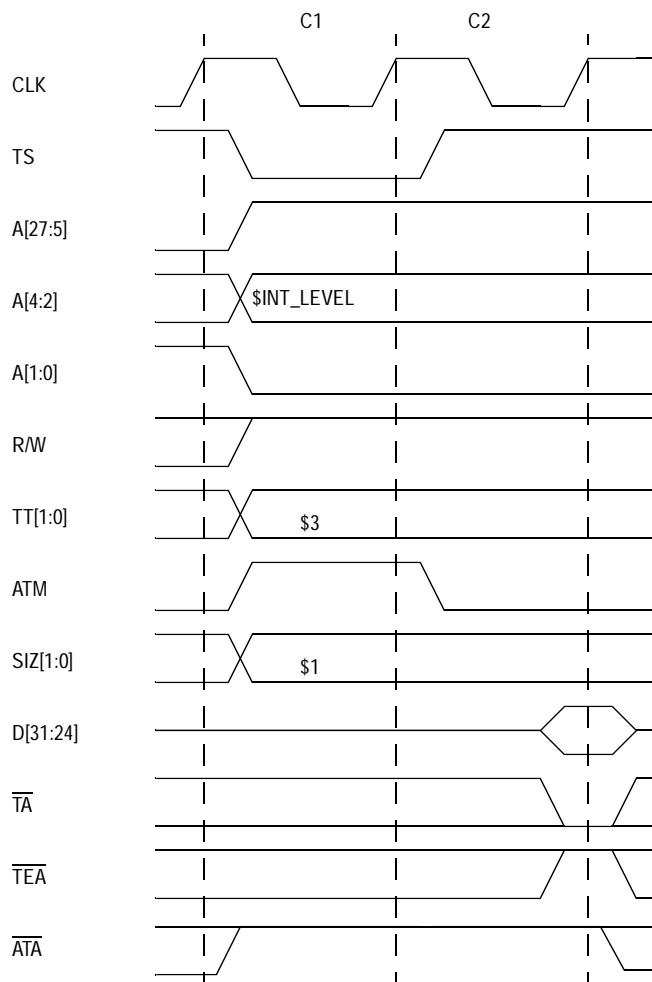 C1 C2
CLK
TS
A[27:5]
A[4:2] $INT_LEVEL
A[1:0]
R/W
TT[1:0] $3
ATM
SIZ[1:0] $1
D[31:24]
TA
TEA
ATA